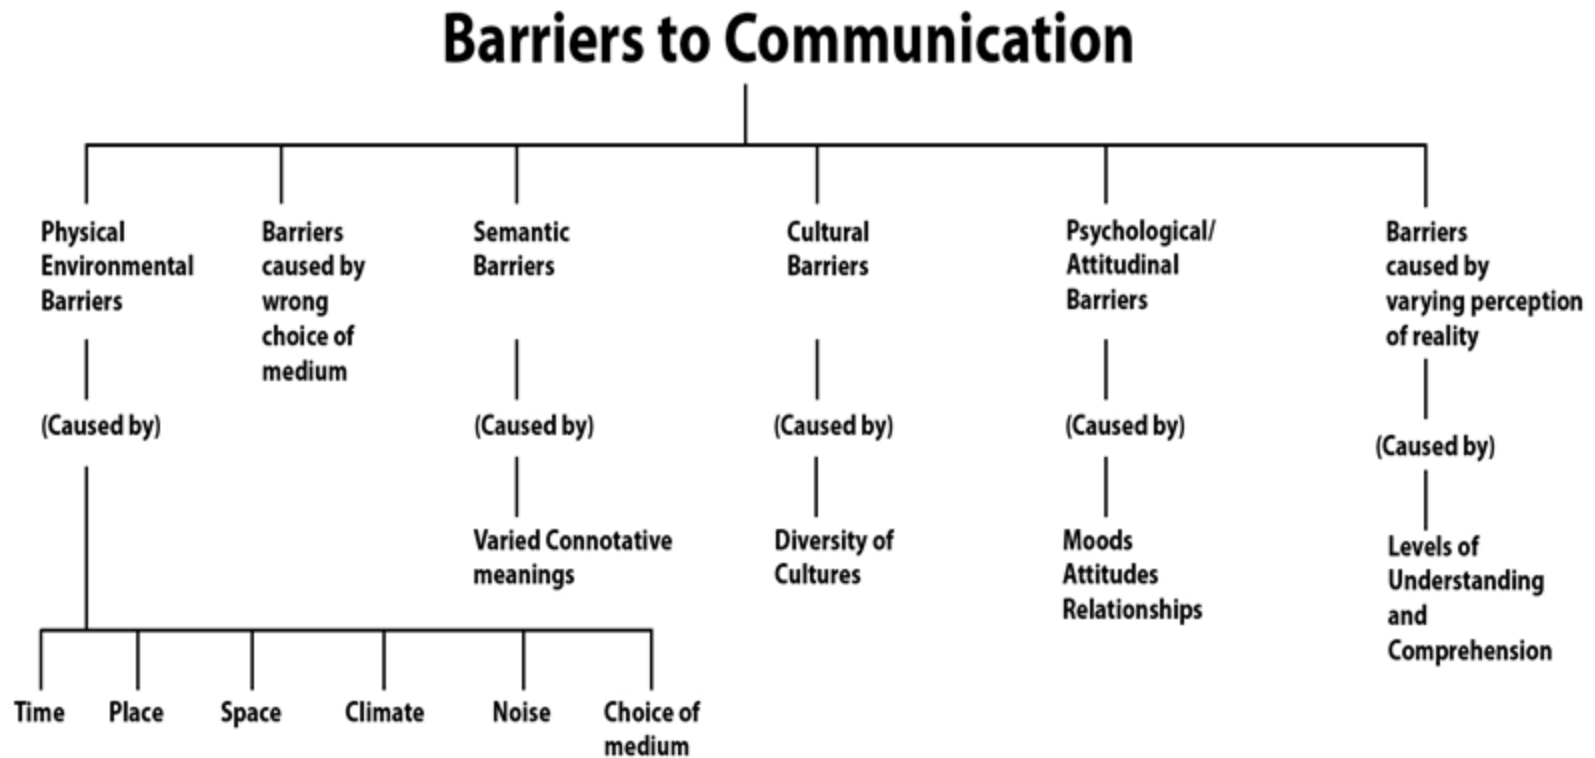 Barriers to Communication
Physical
Environmental
Barriers
Barriers
caused by
wrong
choice of
medium
Semantic
Barriers
Cultural
Barriers
Psychological/
Attitudinal
Barriers
Barriers
caused by
varying perception
of reality
(Caused by)
(Caused by)
(Caused by)
(Caused by)
(Caused by)
Varied Connotative
meanings
Diversity of
Cultures
Moods
Attitudes
Relationships
Levels of
Understanding
and
Comprehension
Time
Place
Space
Climate
Noise
Choice of
medium